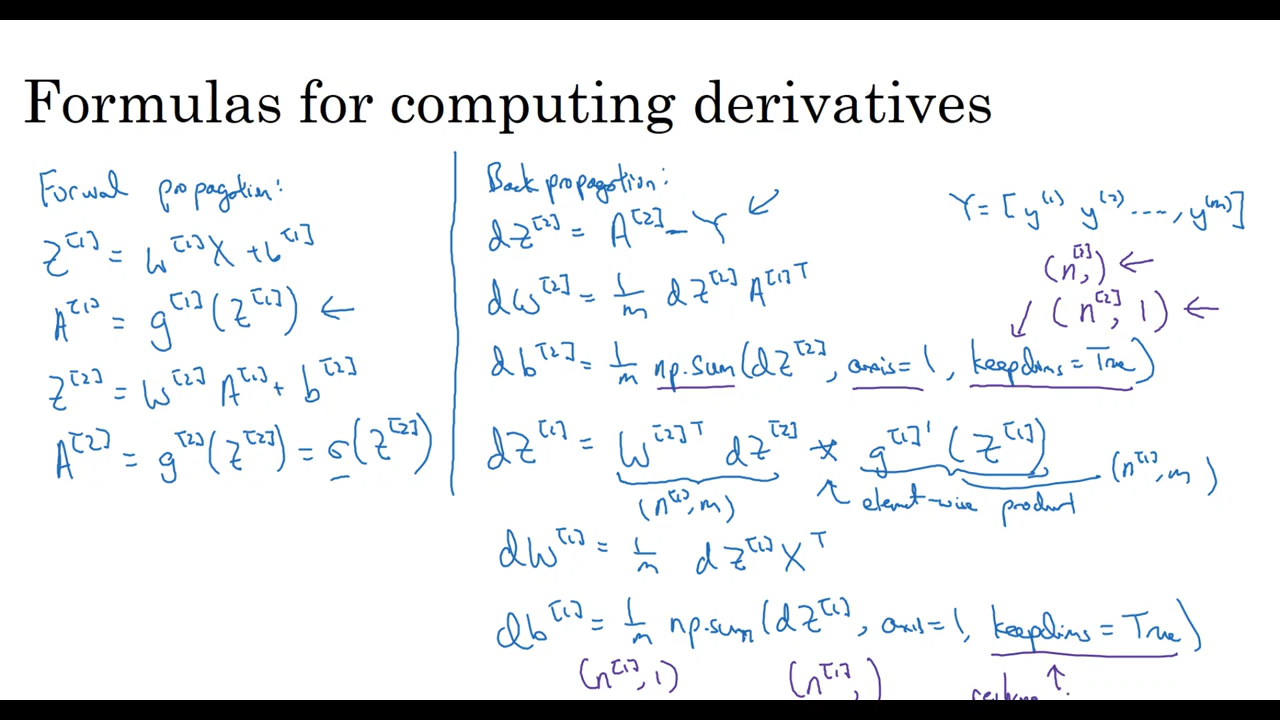 Formulas for computing derivatives
Forwal propagation:
Z^[1] = W^[1] X + b^[1]
A^[1] = g^[1](Z^[1]) ←
Z^[2] = W^[2] A^[1] + b^[2]
A^[2] = g^[2](Z^[2]) = σ(Z^[2])
Back propagation:
dZ^[2] = A^[2] - Y ↙
dW^[2] = 1/m dZ^[2] A^[1]T
db^[2] = 1/m np.sum(dZ^[2], axis=1, keepdims=True)
dZ^[1] = W^[2]T dZ^[2] * g^[1]'(Z^[1])
(n^[1], m) ↑ element-wise product (n^[1], m)
dW^[1] = 1/m dZ^[1] X^T
db^[1] = 1/m np.sum(dZ^[1], axis=1, keepdims=True)
(n^[1], 1) (n^[1], ) ↑
Y = [y^(1) y^(2) ...., y^(m)]
(n^[2],) ←
↙ (n^[2], 1) ←